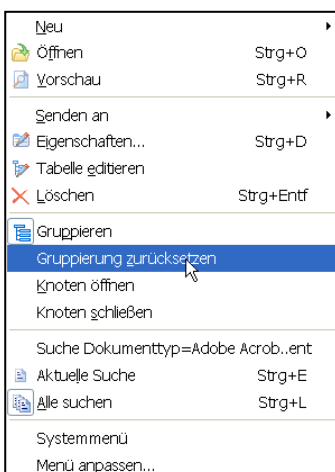 Neu
Öffnen Strg+O
Vorschau Strg+R
Senden an
Eigenschaften... Strg+D
Tabelle editieren
Löschen Strg+Entf
Gruppieren
Gruppierung zurücksetzen
Knoten öffnen
Knoten schließen
Suche Dokumenttyp=Adobe Acrob..ent
Aktuelle Suche Strg+E
Alle suchen Strg+L
Systemmenü
Menü anpassen...